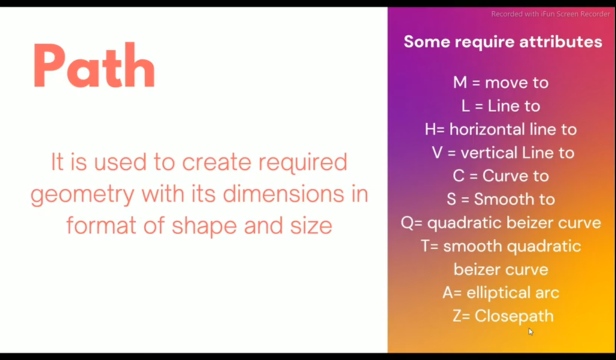 Recorded with iFun Screen Recorder
Path
It is used to create required
geometry with its dimensions in
format of shape and size
Some require attributes
M = move to
L = Line to
H= horizontal line to
V = vertical Line to
C = Curve to
S = Smooth to
Q= quadratic beizer curve
T= smooth quadratic
beizer curve
A= elliptical arc
Z= Closepath